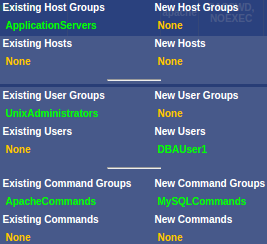 Existing Host Groups New Host Groups
ApplicationServers None
Existing Hosts New Hosts
None None
Existing User Groups New User Groups
UnixAdministrators None
Existing Users New Users
None DBAUser1
Existing Command Groups New Command Groups
ApacheCommands MySQLCommands
Existing Commands New Commands
None None
NOEXEC